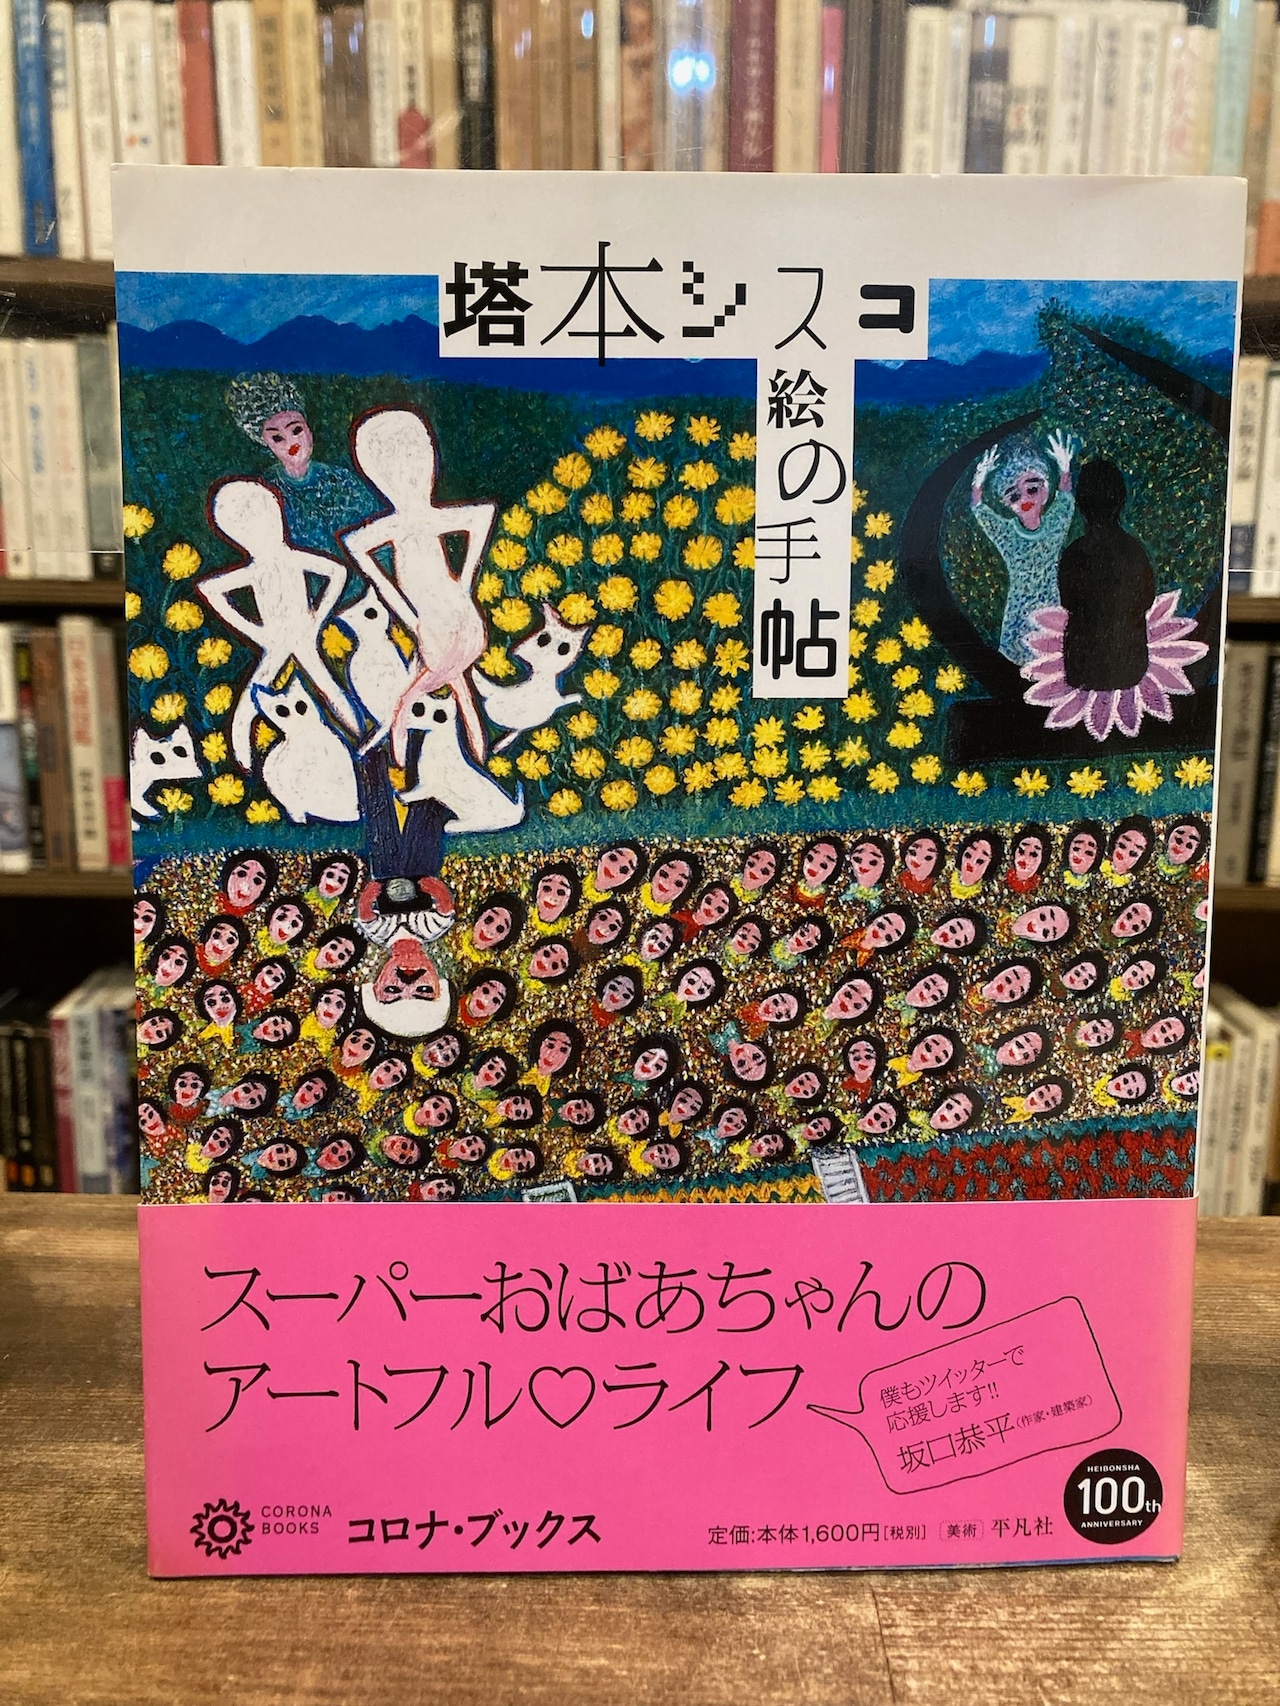 塔本シスコ
絵の手帖
スーパーおばあちゃんの
アートフル♡ライフ
僕もツイッターで
応援します!!
坂口恭平(作家・建築家)
CORONA
BOOKS
コロナ・ブックス
定価:本体1,600円[税別]
美術
平凡社
HEIBONSHA
100th
ANNIVERSARY